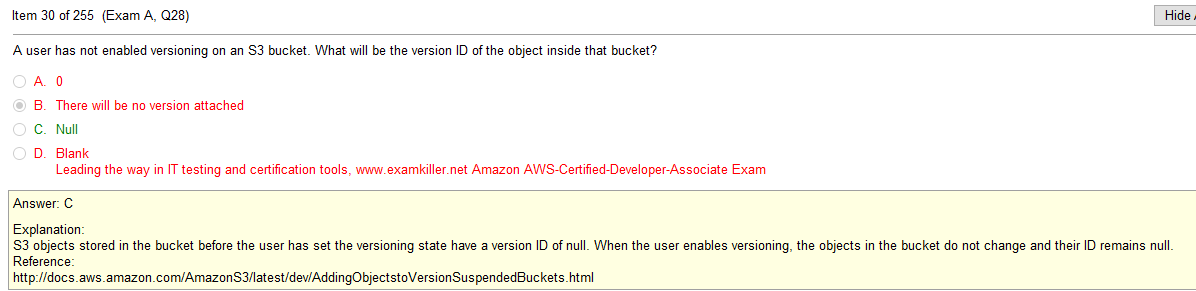 Item 30 of 255 (Exam A, Q28)
Hide
A user has not enabled versioning on an S3 bucket. What will be the version ID of the object inside that bucket?
A. 0
B. There will be no version attached
C. Null
D. Blank
Leading the way in IT testing and certification tools, www.examkiller.net Amazon AWS-Certified-Developer-Associate Exam
Answer: C
Explanation:
S3 objects stored in the bucket before the user has set the versioning state have a version ID of null. When the user enables versioning, the objects in the bucket do not change and their ID remains null.
Reference:
http://docs.aws.amazon.com/AmazonS3/latest/dev/AddingObjectstoVersionSuspendedBuckets.html